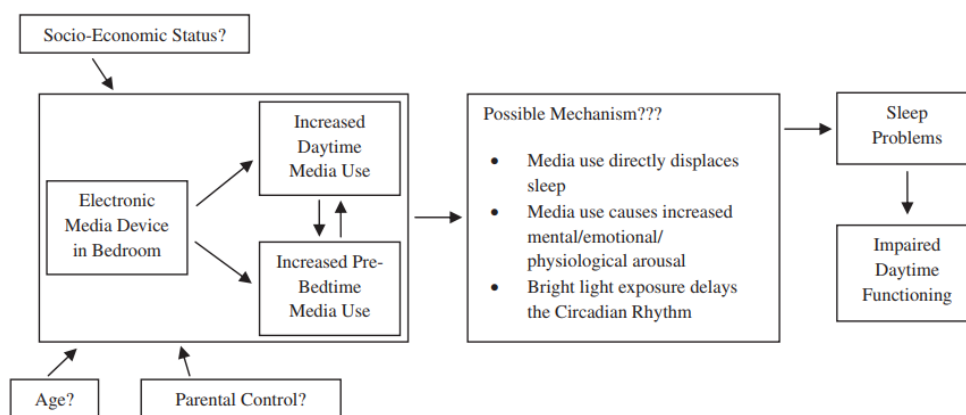 Socio-Economic Status?
Increased
Daytime
Media Use
Electronic
Media Device
in Bedroom
Increased Pre-
Bedtime
Media Use
Possible Mechanism???
• Media use directly displaces
sleep
• Media use causes increased
mental/emotional/
physiological arousal
• Bright light exposure delays
the Circadian Rhythm
Sleep
Problems
Impaired
Daytime
Functioning
Age?
Parental Control?